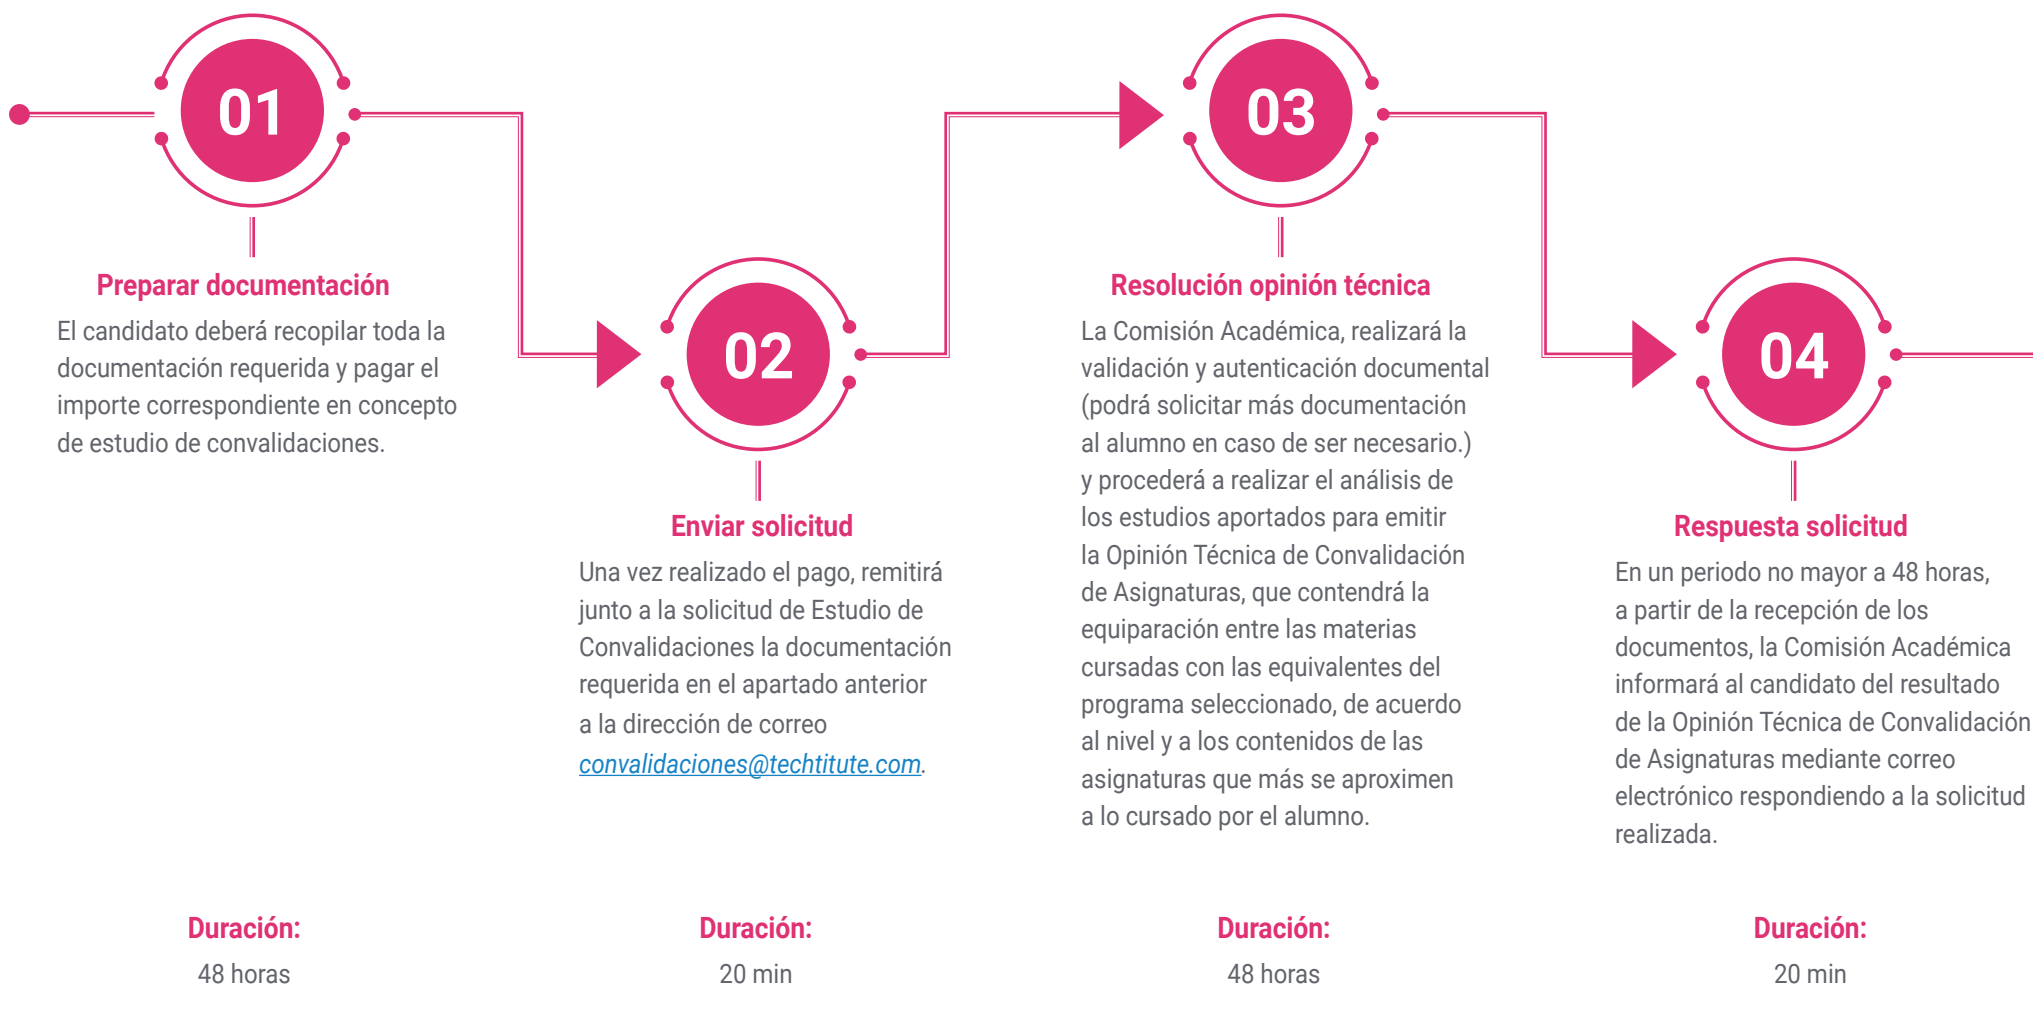 01
Preparar documentación
El candidato deberá recopilar toda la
documentación requerida y pagar el
importe correspondiente en concepto
de estudio de convalidaciones.
Duración:
48 horas
02
Enviar solicitud
Una vez realizado el pago, remitirá
junto a la solicitud de Estudio de
Convalidaciones la documentación
requerida en el apartado anterior
a la dirección de correo
convalidaciones@techtitute.com.
Duración:
20 min
03
Resolución opinión técnica
La Comisión Académica, realizará la
validación y autenticación documental
(podrá solicitar más documentación
al alumno en caso de ser necesario.)
y procederá a realizar el análisis de
los estudios aportados para emitir
la Opinión Técnica de Convalidación
de Asignaturas, que contendrá la
equiparación entre las materias
cursadas con las equivalentes del
programa seleccionado, de acuerdo
al nivel y a los contenidos de las
asignaturas que más se aproximen
a lo cursado por el alumno.
Duración:
48 horas
04
Respuesta solicitud
En un periodo no mayor a 48 horas,
a partir de la recepción de los
documentos, la Comisión Académica
informará al candidato del resultado
de la Opinión Técnica de Convalidación
de Asignaturas mediante correo
electrónico respondiendo a la solicitud
realizada.
Duración:
20 min